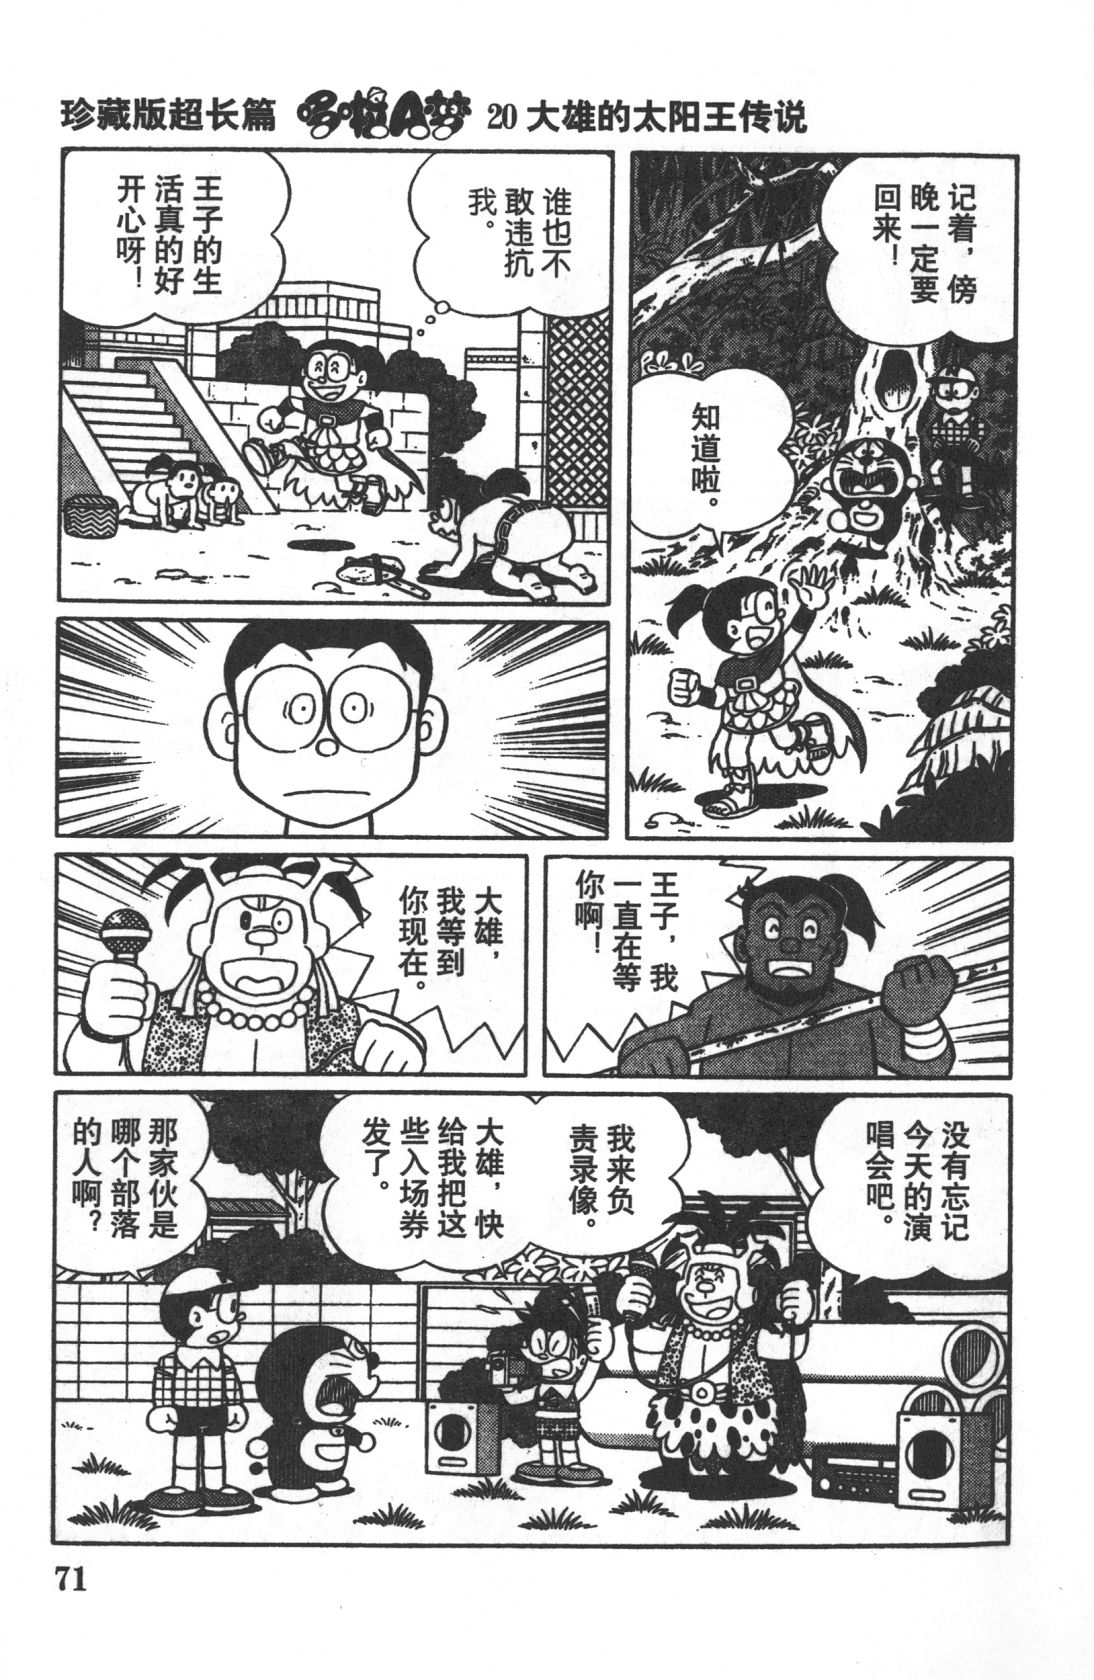 珍藏版超长篇 哆啦A梦 20 大雄的太阳王传说
记着，傍
晚一定要
回来！
知道啦。
谁也不
敢违抗
我。
王子的生
活真的好
开心呀！
王子，我
一直在等
你啊！
大雄，
我等到
你现在。
没有忘记
今天的演
唱会吧。
我来负
责录像。
大雄，快
给我把这
些入场券
发了。
那家伙是
哪个部落
的人啊？
71